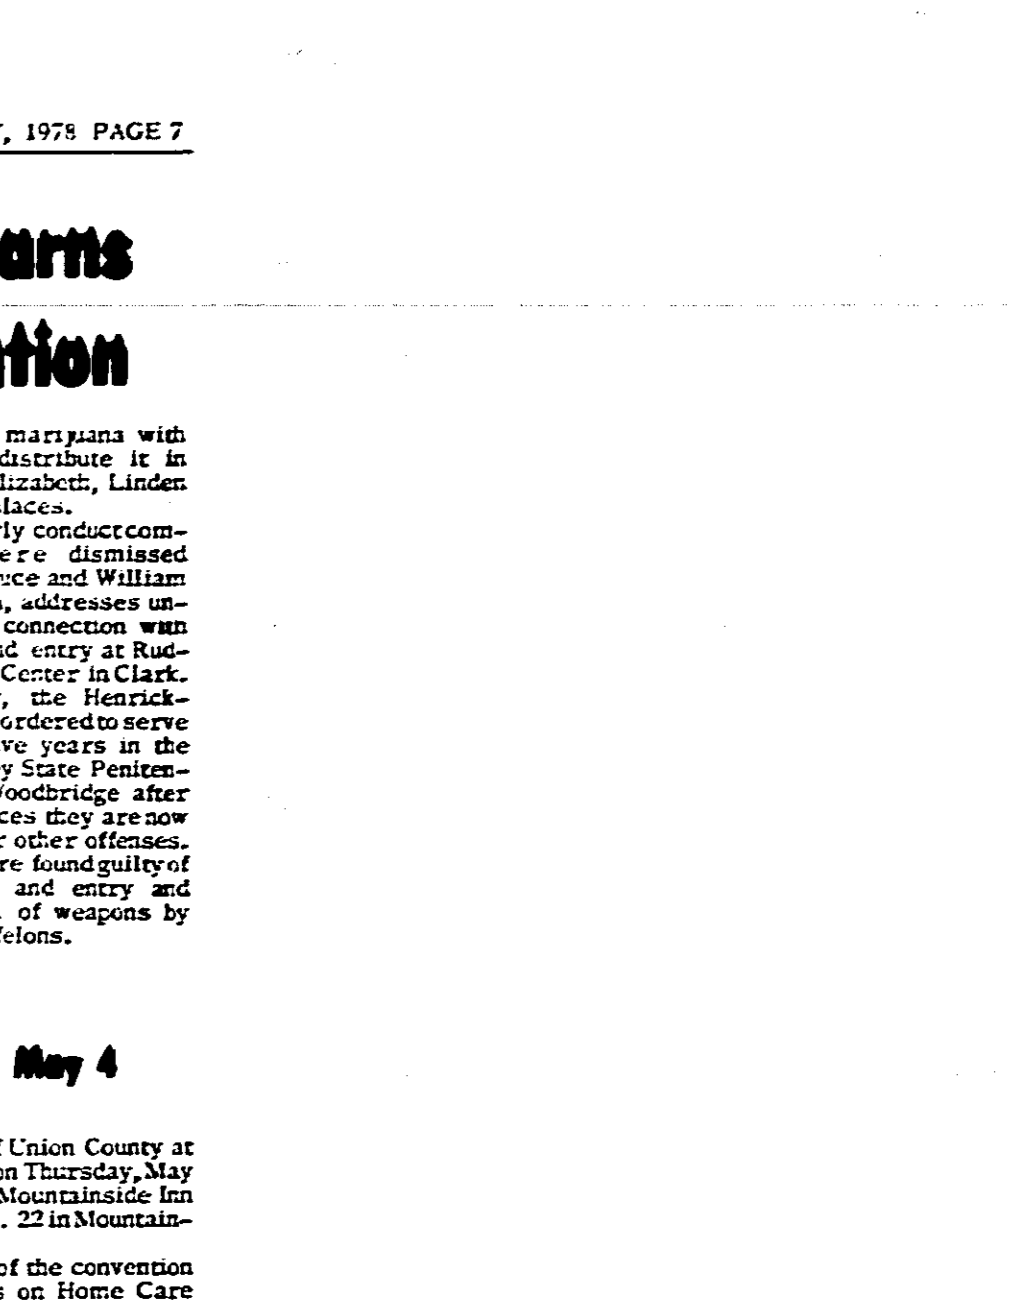 , 1978 PAGE 7
arns
tion
marijuana with
distribute it in
lizabeth, Linden
laces.
rly conduct com-
ere dismissed
uce and William
, addresses un-
connection with
d entry at Rud-
Center in Clark.
, the Henrick-
ordered to serve
ve years in the
y State Peniten-
oodbridge after
ces they are now
r other offenses.
re found guilty of
and entry and
. of weapons by
felons.
May 4
f Union County at
on Thursday, May
Mountainside Inn
. 22 in Mountain-
of the convention
s on Home Care